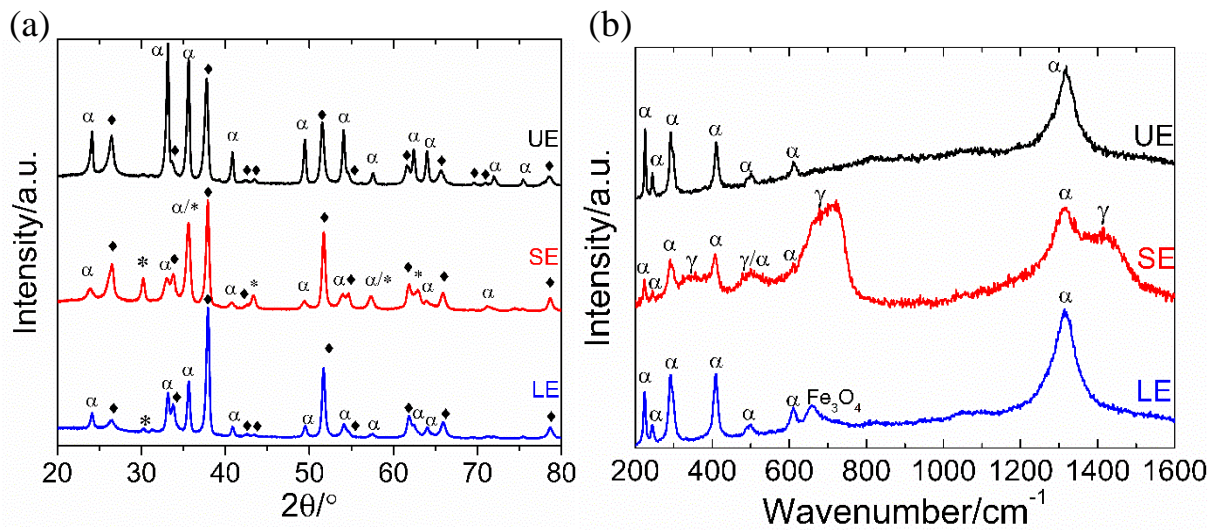 (a)
Intensity/a.u.
α ♦ α ♦ α ♦ α ♦ ♦ α ♦ α ♦ α ♦ α α ♦ ♦ ♦ α α ♦
UE
α ♦ * α ♦ α/* ♦ α ♦ * α ♦ α ♦ α/* ♦ * α ♦ α ♦
SE
α ♦ * α ♦ α ♦ α ♦ ♦ α ♦ α ♦ α ♦ α α ♦ ♦
LE
20 30 40 50 60 70 80
2θ/°
(b)
Intensity/a.u.
α α α α α α α
UE
α α α γ α γ/α α γ α γ
SE
α α α α α α Fe₃O₄ α
LE
200 400 600 800 1000 1200 1400 1600
Wavenumber/cm⁻¹